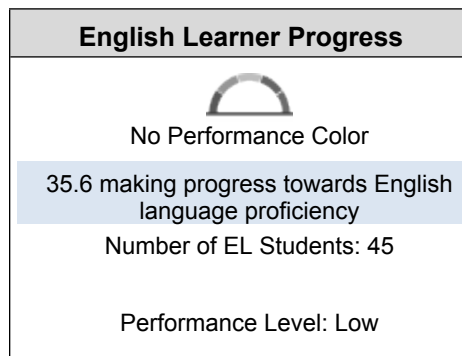 English Learner Progress
No Performance Color
35.6 making progress towards English
language proficiency
Number of EL Students: 45
Performance Level: Low